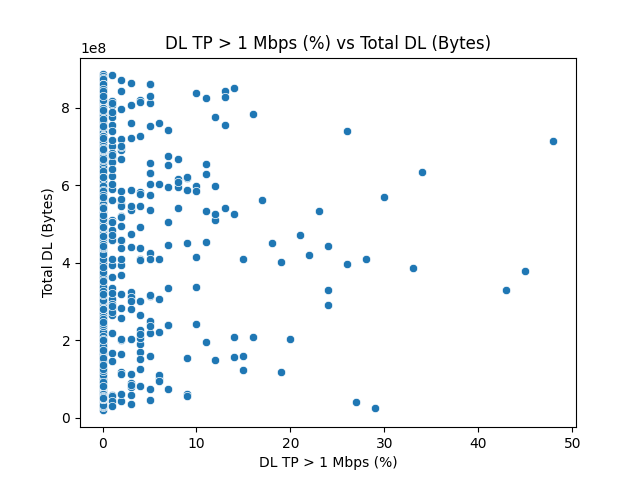 DL TP > 1 Mbps (%) vs Total DL (Bytes)
1e8
8
6
4
2
0
Total DL (Bytes)
0 10 20 30 40 50
DL TP > 1 Mbps (%)